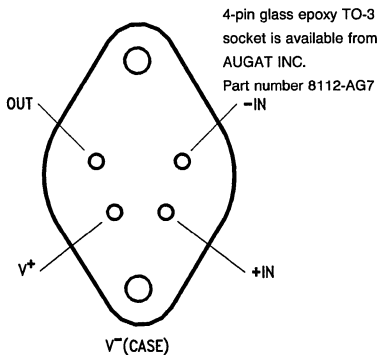 4-pin glass epoxy TO-3
socket is available from
AUGAT INC.
Part number 8112-AG7
OUT
-IN
V+
+IN
V-(CASE)